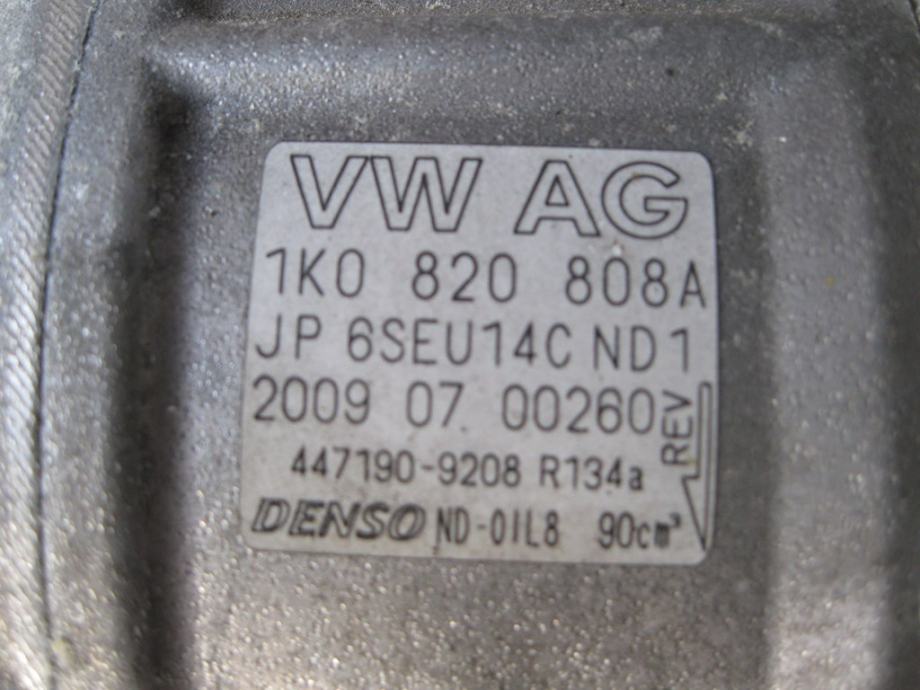 VW AG
1K0 820 808A
JP 6SEU14C ND1
2009 07 00260
REV
447190-9208 R134a
DENSO ND-OIL8 90cm³